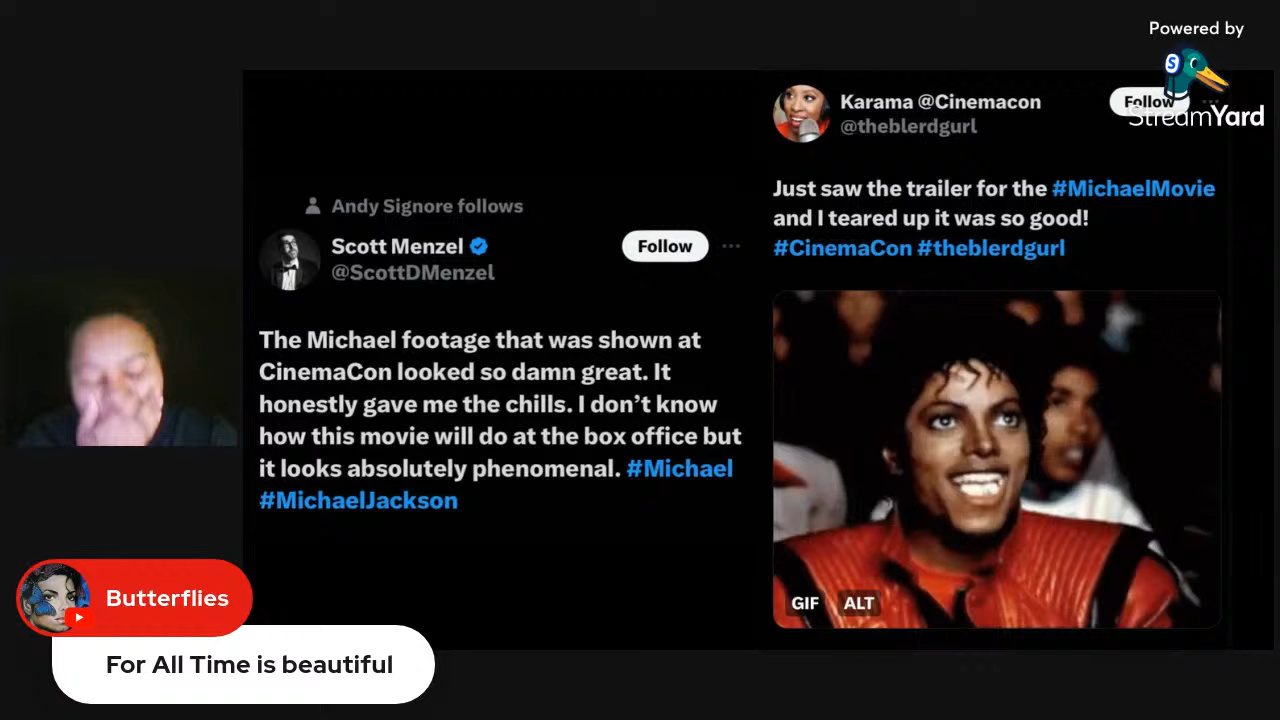 Powered by
StreamYard
Andy Signore follows
Scott Menzel
@ScottDMenzel
Follow
The Michael footage that was shown at
CinemaCon looked so damn great. It
honestly gave me the chills. I don’t know
how this movie will do at the box office but
it looks absolutely phenomenal. #Michael
#MichaelJackson
Karama @Cinemacon
@theblerdgurl
Follow
Just saw the trailer for the #MichaelMovie
and I teared up it was so good!
#CinemaCon #theblerdgurl
GIF ALT
Butterflies
For All Time is beautiful